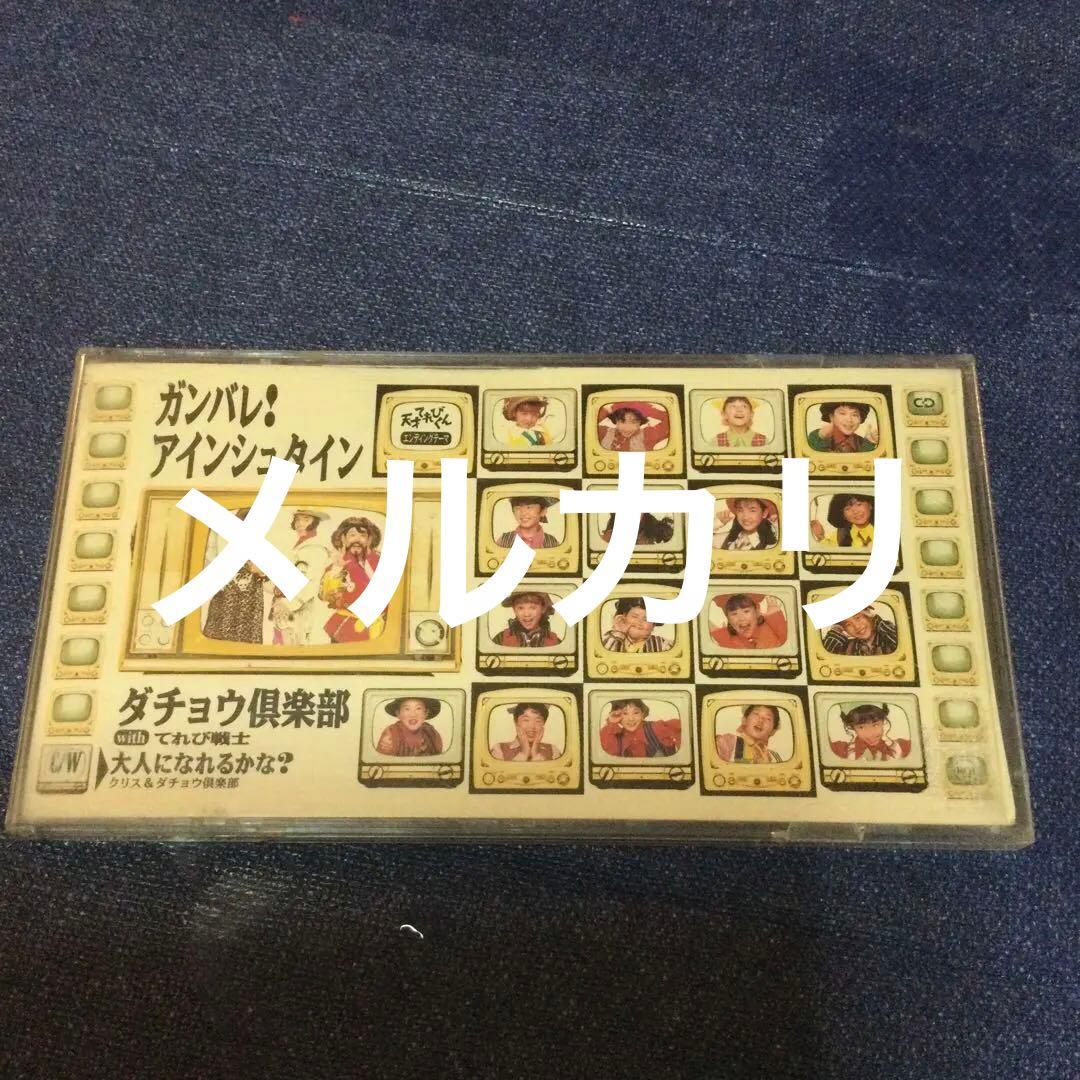 ガンバレ!
アインシュタイン
天才てれびくん
エンディングテーマ
メルカリ
ダチョウ倶楽部
with てれび戦士
C/W 大人になれるかな?
クリス&ダチョウ倶楽部